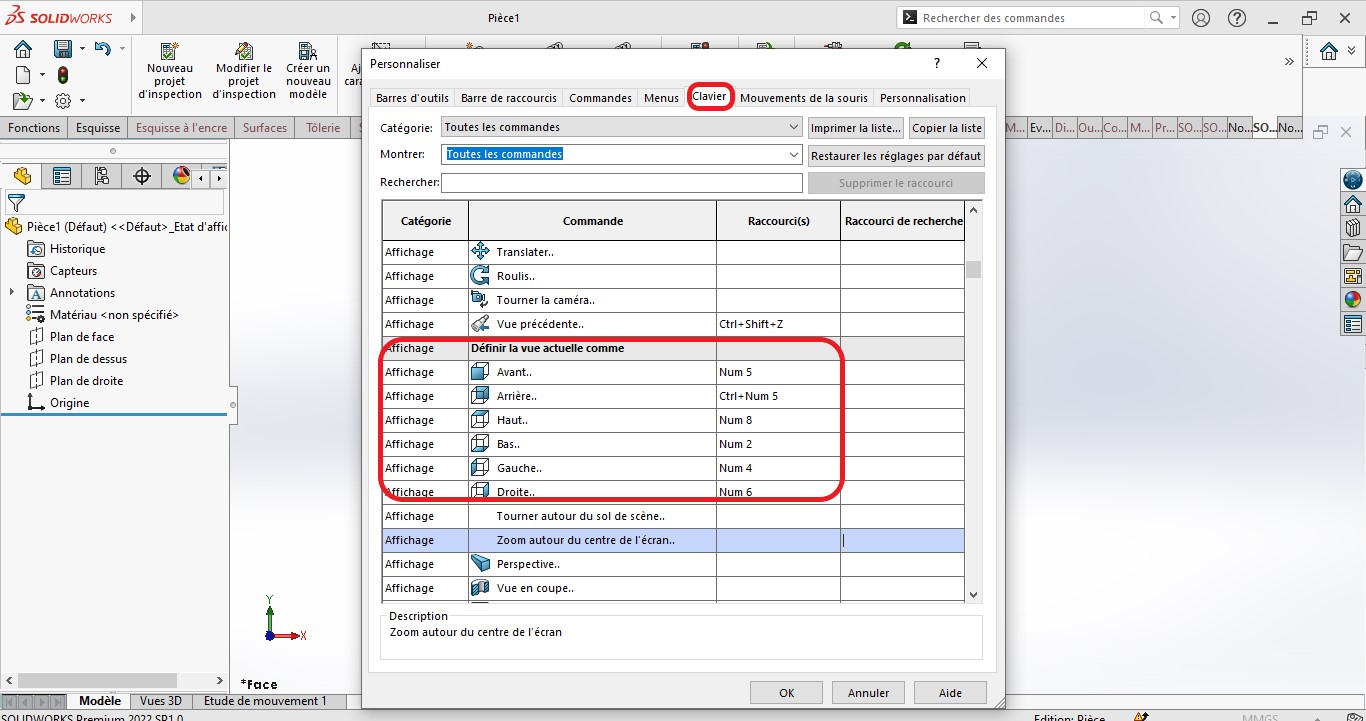 SOLIDWORKS
Pièce1
Rechercher des commandes
Nouveau projet d'inspection
Modifier le projet d'inspection
Créer un nouveau modèle
Fonctions
Esquisse
Esquisse à l'encre
Surfaces
Tôlerie
M...
Ev...
Di...
Ou...
Co...
M...
Pr...
SO...
SO...
No...
SO...
No...
Pièce1 (Défaut) <<Défaut>_Etat d'affic
Historique
Capteurs
Annotations
Matériau <non spécifié>
Plan de face
Plan de dessus
Plan de droite
Origine
Personnaliser
?
Barres d'outils
Barre de raccourcis
Commandes
Menus
Clavier
Mouvements de la souris
Personnalisation
Catégorie:
Toutes les commandes
Imprimer la liste...
Copier la liste
Montrer:
Toutes les commandes
Restaurer les réglages par défaut
Rechercher:
Supprimer le raccourci
Catégorie Commande Raccourci(s) Raccourci de recherche
Affichage Translater..
Affichage Roulis..
Affichage Tourner la caméra..
Affichage Vue précédente.. Ctrl+Shift+Z
Affichage Définir la vue actuelle comme
Affichage Avant.. Num 5
Affichage Arrière.. Ctrl+Num 5
Affichage Haut.. Num 8
Affichage Bas.. Num 2
Affichage Gauche.. Num 4
Affichage Droite.. Num 6
Affichage Tourner autour du sol de scène..
Affichage Zoom autour du centre de l'écran..
Affichage Perspective..
Affichage Vue en coupe..
Description
Zoom autour du centre de l'écran
OK
Annuler
Aide
Y
X
*Face
Modèle
Vues 3D
Etude de mouvement 1
SOLIDWORKS Premium 2022 SP1.0
Edition: Pièce
MMGS